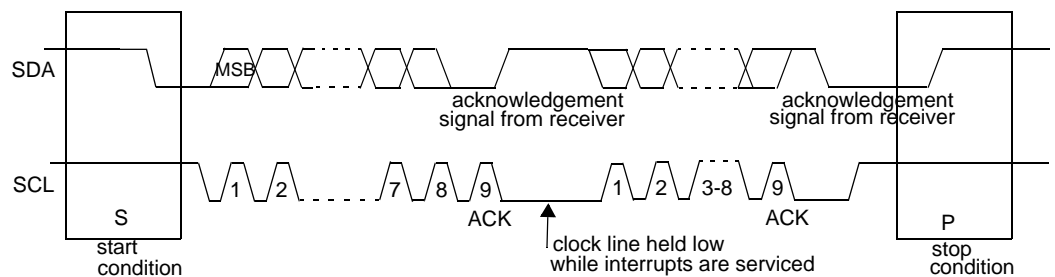 SDA
MSB
acknowledgement
signal from receiver
acknowledgement
signal from receiver
SCL
1 2 7 8 9 1 2 3-8 9
ACK
ACK
S
P
start
condition
clock line held low
while interrupts are serviced
stop
condition